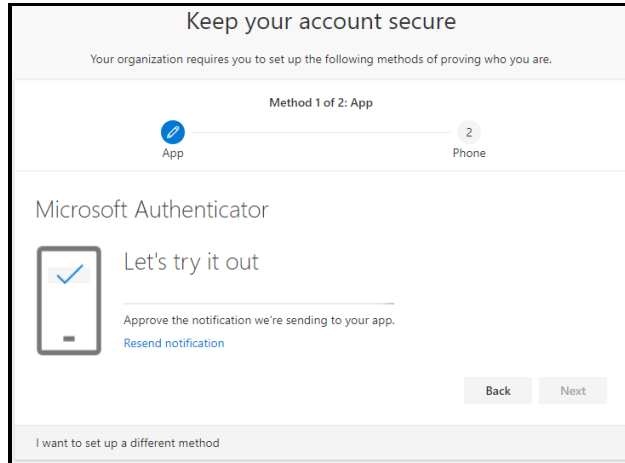 Keep your account secure
Your organization requires you to set up the following methods of proving who you are.
Method 1 of 2: App
App
2
Phone
Microsoft Authenticator
Let's try it out
Approve the notification we're sending to your app.
Resend notification
Back
Next
I want to set up a different method